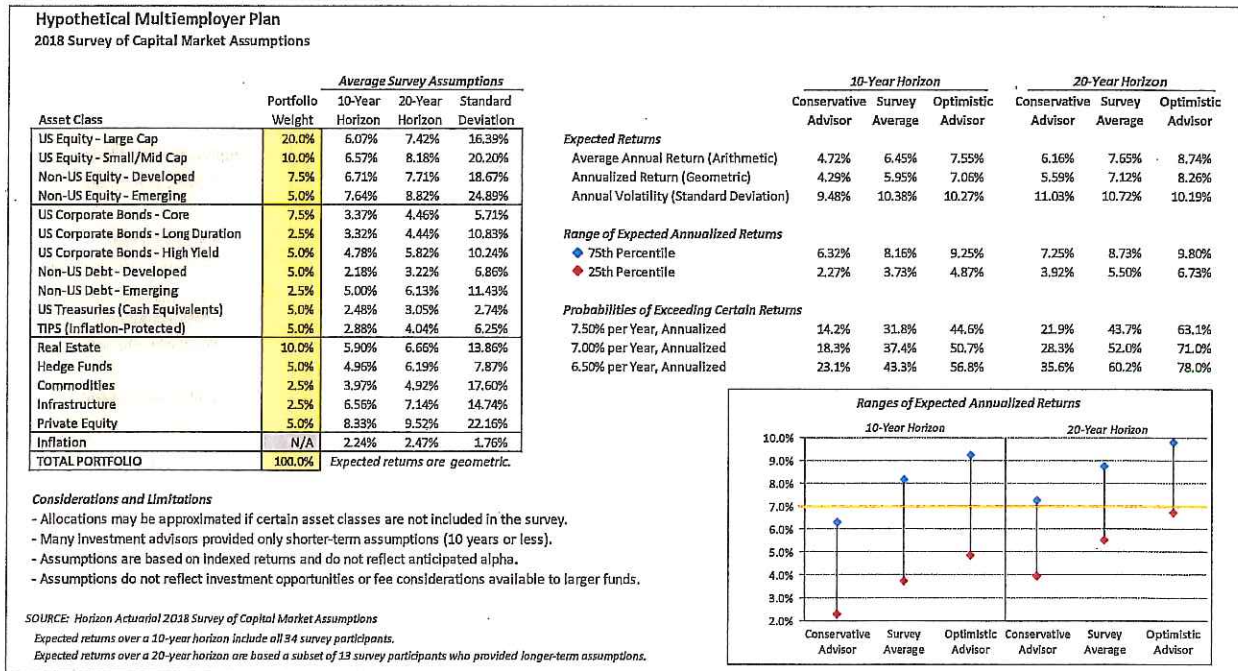 Hypothetical Multiemployer Plan
2018 Survey of Capital Market Assumptions
Average Survey Assumptions
Portfolio 10-Year 20-Year Standard
Asset Class Weight Horizon Horizon Deviation
US Equity - Large Cap 20.0% 6.07% 7.42% 16.39%
US Equity - Small/Mid Cap 10.0% 6.57% 8.18% 20.20%
Non-US Equity - Developed 7.5% 6.71% 7.71% 18.67%
Non-US Equity - Emerging 5.0% 7.64% 8.82% 24.89%
US Corporate Bonds - Core 7.5% 3.37% 4.46% 5.71%
US Corporate Bonds - Long Duration 2.5% 3.32% 4.44% 10.83%
US Corporate Bonds - High Yield 5.0% 4.78% 5.82% 10.24%
Non-US Debt - Developed 5.0% 2.18% 3.22% 6.86%
Non-US Debt - Emerging 2.5% 5.00% 6.13% 11.43%
US Treasuries (Cash Equivalents) 5.0% 2.48% 3.05% 2.74%
TIPS (Inflation-Protected) 5.0% 2.88% 4.04% 6.25%
Real Estate 10.0% 5.90% 6.66% 13.86%
Hedge Funds 5.0% 4.96% 6.19% 7.87%
Commodities 2.5% 3.97% 4.92% 17.60%
Infrastructure 2.5% 6.56% 7.14% 14.74%
Private Equity 5.0% 8.33% 9.52% 22.16%
Inflation N/A 2.24% 2.47% 1.76%
TOTAL PORTFOLIO 100.0% Expected returns are geometric.
Considerations and Limitations
- Allocations may be approximated if certain asset classes are not included in the survey.
- Many investment advisors provided only shorter-term assumptions (10 years or less).
- Assumptions are based on indexed returns and do not reflect anticipated alpha.
- Assumptions do not reflect investment opportunities or fee considerations available to larger funds.
SOURCE: Horizon Actuarial 2018 Survey of Capital Market Assumptions
Expected returns over a 10-year horizon include all 34 survey participants.
Expected returns over a 20-year horizon are based a subset of 13 survey participants who provided longer-term assumptions.
10-Year Horizon 20-Year Horizon
Conservative Survey Optimistic Conservative Survey Optimistic
Advisor Average Advisor Advisor Average Advisor
Expected Returns
Average Annual Return (Arithmetic) 4.72% 6.45% 7.55% 6.16% 7.65% 8.74%
Annualized Return (Geometric) 4.29% 5.95% 7.06% 5.59% 7.12% 8.26%
Annual Volatility (Standard Deviation) 9.48% 10.38% 10.27% 11.03% 10.72% 10.19%
Range of Expected Annualized Returns
75th Percentile 6.32% 8.16% 9.25% 7.25% 8.73% 9.80%
25th Percentile 2.27% 3.73% 4.87% 3.92% 5.50% 6.73%
Probabilities of Exceeding Certain Returns
7.50% per Year, Annualized 14.2% 31.8% 44.6% 21.9% 43.7% 63.1%
7.00% per Year, Annualized 18.3% 37.4% 50.7% 28.3% 52.0% 71.0%
6.50% per Year, Annualized 23.1% 43.3% 56.8% 35.6% 60.2% 78.0%
Ranges of Expected Annualized Returns
10-Year Horizon 20-Year Horizon
10.0%
9.0%
8.0%
7.0%
6.0%
5.0%
4.0%
3.0%
2.0%
Conservative Survey Optimistic Conservative Survey Optimistic
Advisor Average Advisor Advisor Average Advisor